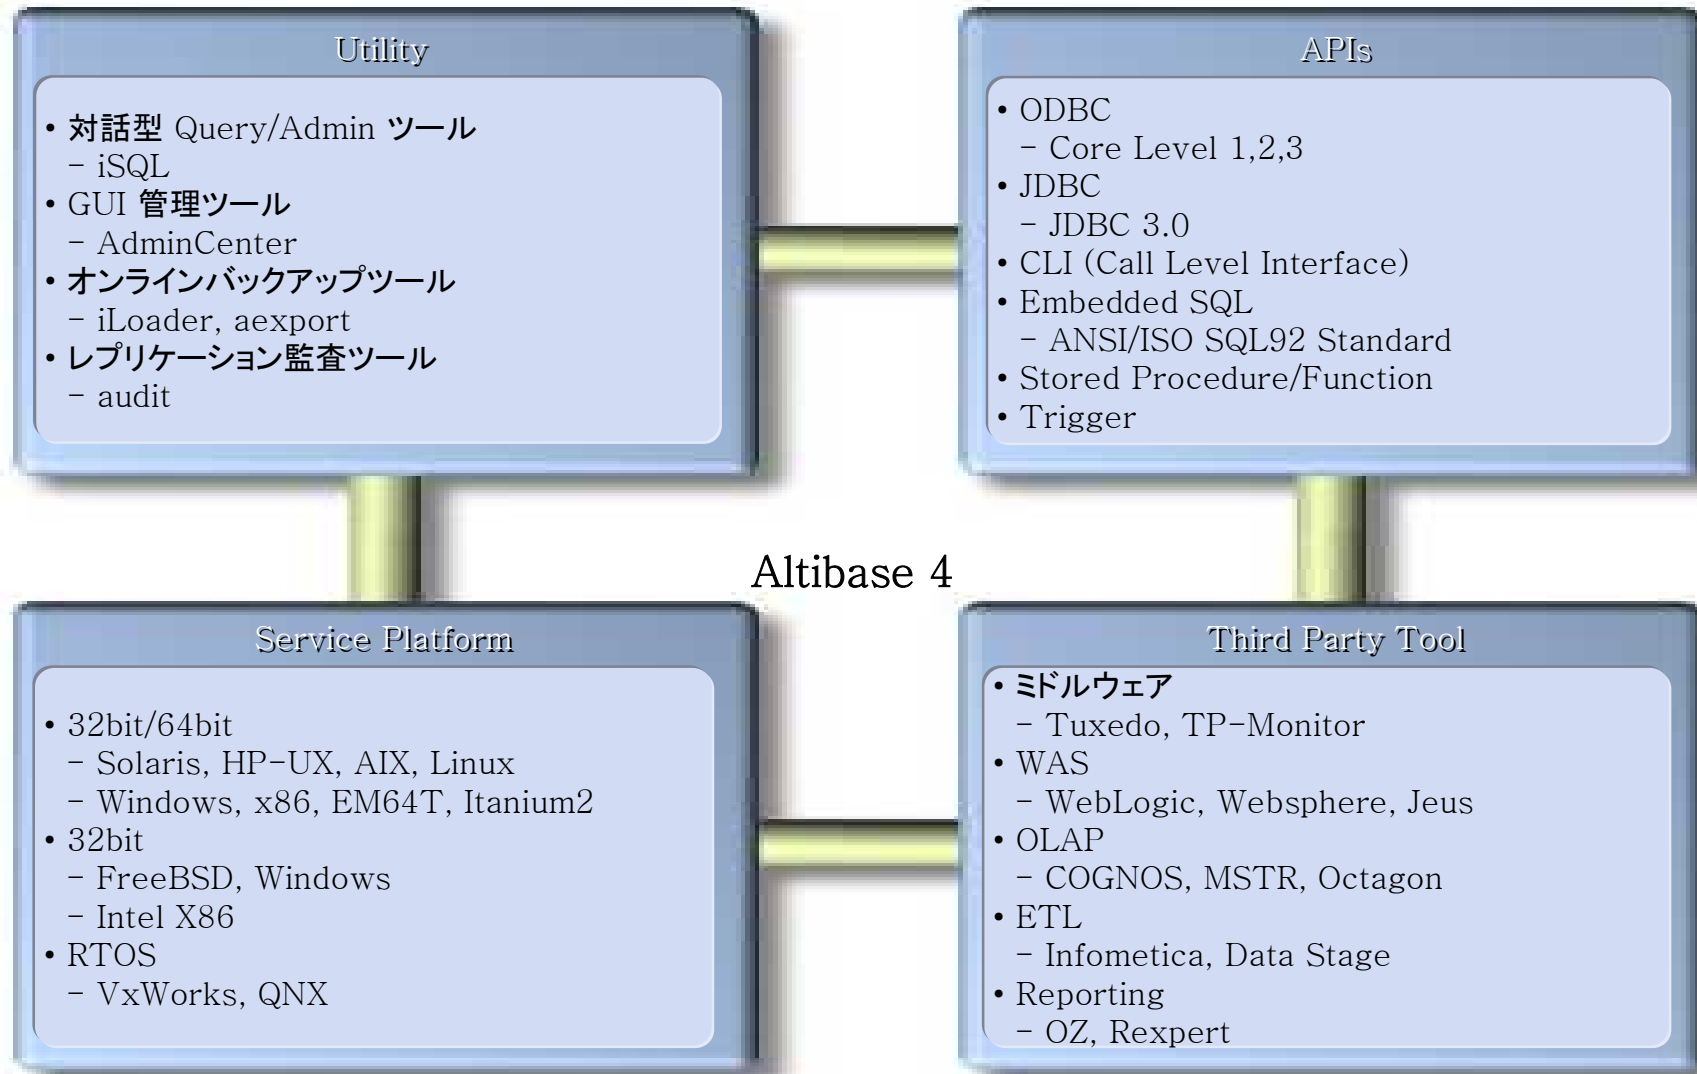 Utility
• 対話型 Query/Admin ツール
- iSQL
• GUI 管理ツール
- AdminCenter
• オンラインバックアップツール
- iLoader, aexport
• レプリケーション監査ツール
- audit
APIs
• ODBC
- Core Level 1,2,3
• JDBC
- JDBC 3.0
• CLI (Call Level Interface)
• Embedded SQL
- ANSI/ISO SQL92 Standard
• Stored Procedure/Function
• Trigger
Altibase 4
Service Platform
• 32bit/64bit
- Solaris, HP-UX, AIX, Linux
- Windows, x86, EM64T, Itanium2
• 32bit
- FreeBSD, Windows
- Intel X86
• RTOS
- VxWorks, QNX
Third Party Tool
• ミドルウェア
- Tuxedo, TP-Monitor
• WAS
- WebLogic, Websphere, Jeus
• OLAP
- COGNOS, MSTR, Octagon
• ETL
- Infometica, Data Stage
• Reporting
- OZ, Rexpert